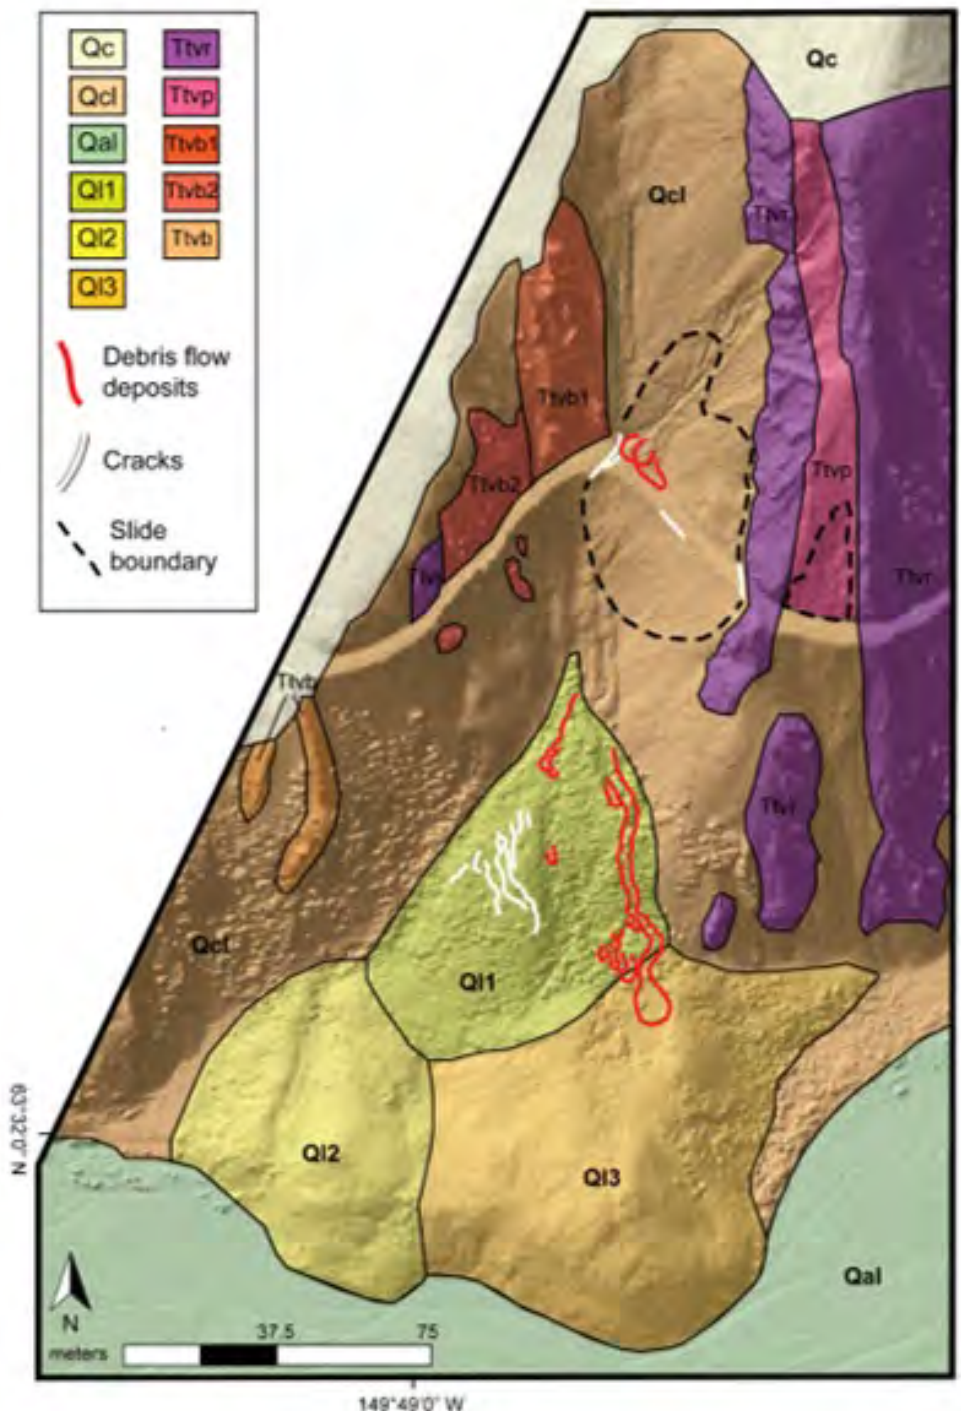 Qc
Ttvr
Qcl
Ttvp
Qal
Ttvb1
Ql1
Ttvb2
Ql2
Ttvb
Ql3
Debris flow
deposits
Cracks
Slide
boundary
Qc
Qcl
Ttvr
Ttvb1
Ttvb2
Ttvp
Ttvr
Ttvb
Ttvr
Qcl
Ql1
Ql2
Ql3
Qal
63°32'0" N
N
37.5
75
meters
149°49'0" W